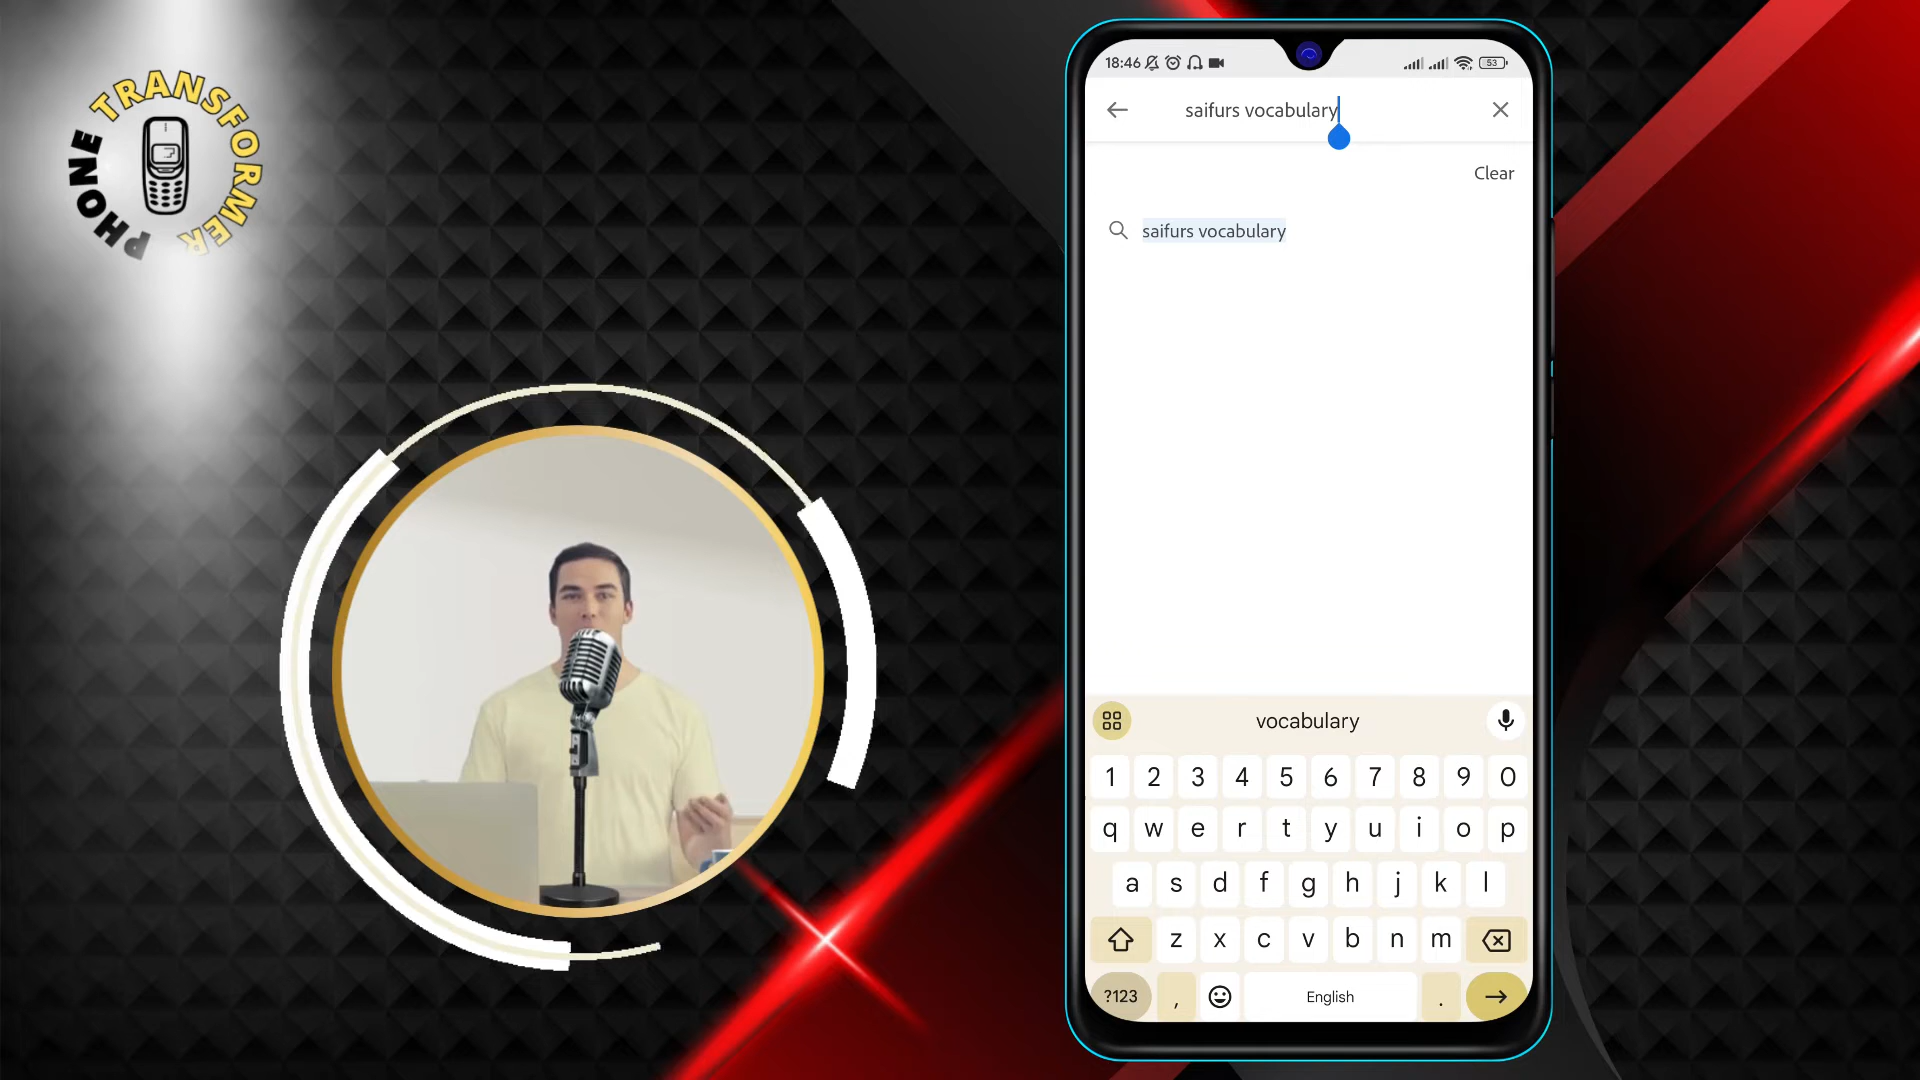 PHONE TRANSFORMER
18:46
53
saifurs vocabulary
Clear
saifurs vocabulary
vocabulary
1 2 3 4 5 6 7 8 9 0
q w e r t y u i o p
a s d f g h j k l
z x c v b n m
?123 , English .